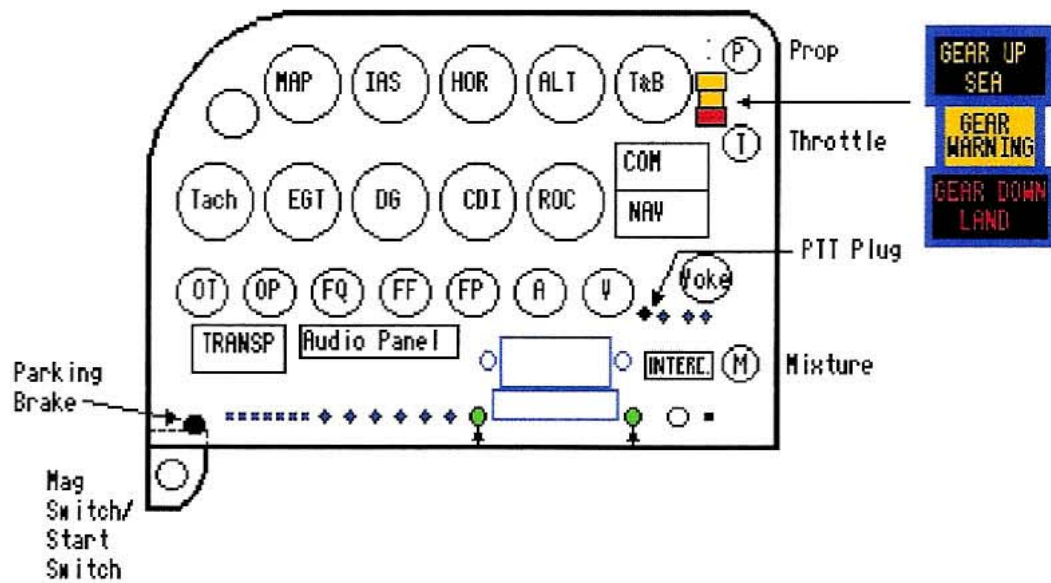 P
Prop
MAP
IAS
HOR
ALT
T&B
GEAR UP
SEA
GEAR
WARNING
GEAR DOWN
LAND
T
Throttle
COM
NAV
Tach
EGT
DG
CDI
ROC
PTT Plug
Yoke
OT
OP
FQ
FF
FP
A
V
TRANSP
Audio Panel
INTERC.
M
Mixture
Parking
Brake
Mag
Switch/
Start
Switch